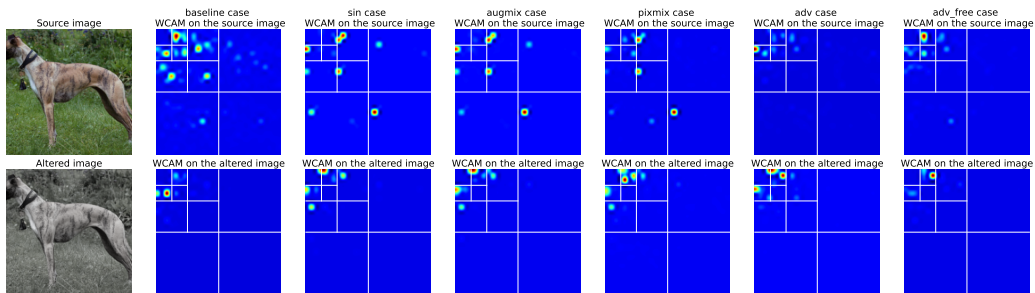 Source image
baseline case
WCAM on the source image
sin case
WCAM on the source image
augmix case
WCAM on the source image
pixmix case
WCAM on the source image
adv case
WCAM on the source image
adv_free case
WCAM on the source image
Altered image
WCAM on the altered image
WCAM on the altered image
WCAM on the altered image
WCAM on the altered image
WCAM on the altered image
WCAM on the altered image